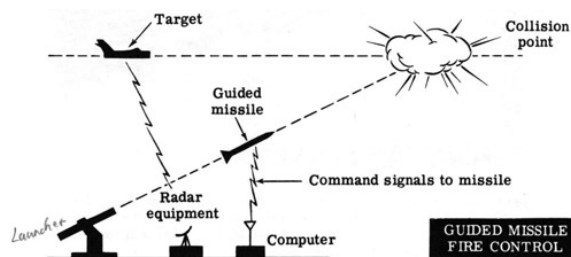 Target
Collision
point
Guided
missile
Command signals to missile
Radar
equipment
Launcher
Computer
GUIDED MISSILE
FIRE CONTROL